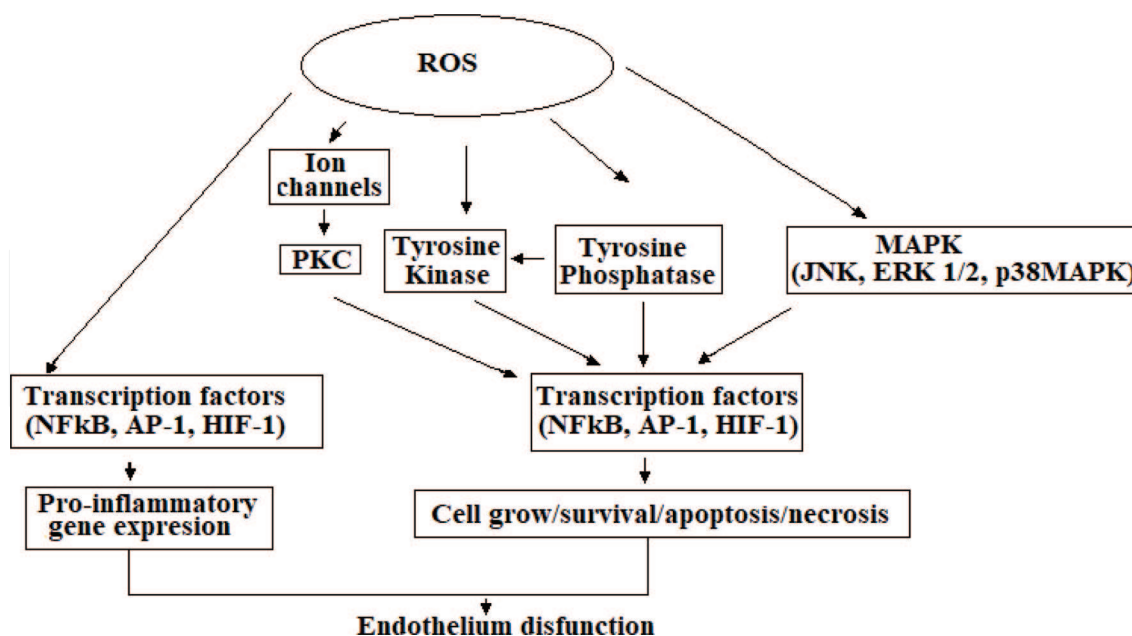 ROS
Ion
channels
PKC
Tyrosine
Kinase
Tyrosine
Phosphatase
MAPK
(JNK, ERK 1/2, p38MAPK)
Transcription factors
(NFkB, AP-1, HIF-1)
Transcription factors
(NFkB, AP-1, HIF-1)
Pro-inflammatory
gene expresion
Cell grow/survival/apoptosis/necrosis
Endothelium disfunction